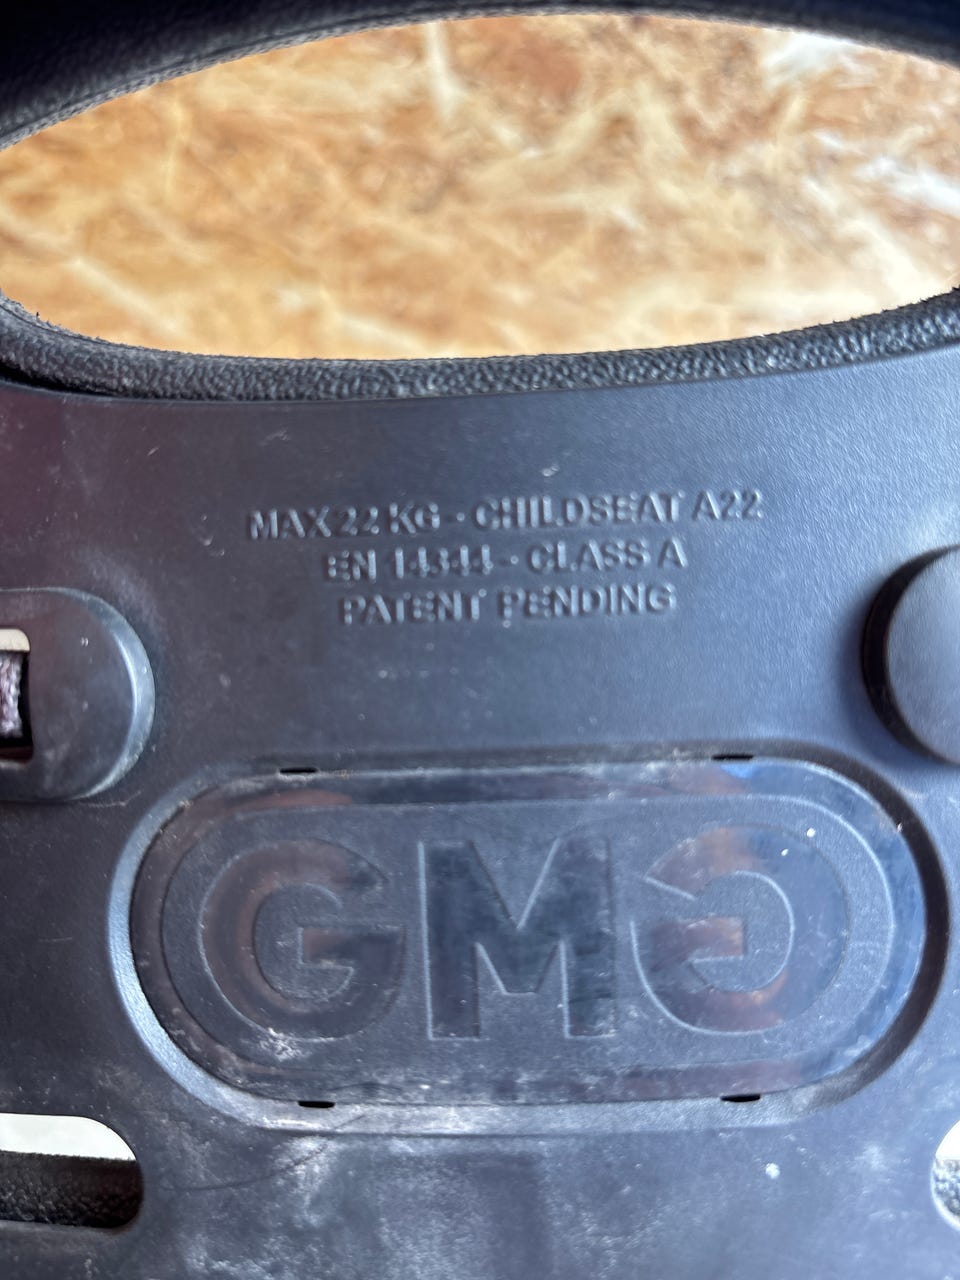 MAX 22 KG - CHILDSEAT A22
EN 14344 - CLASS A
PATENT PENDING
GMG